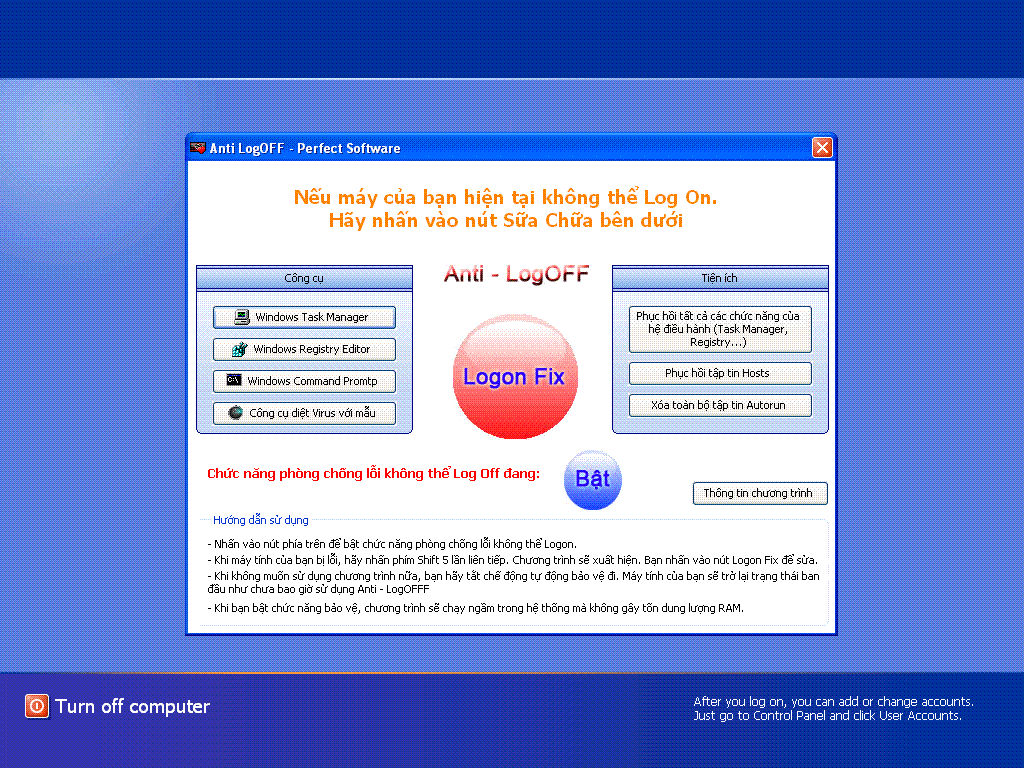 Anti LogOFF - Perfect Software
Nếu máy của bạn hiện tại không thể Log On.
Hãy nhấn vào nút Sữa Chữa bên dưới
Công cụ
Windows Task Manager
Windows Registry Editor
Windows Command Promtp
Công cụ diệt Virus với mẫu
Anti - LogOFF
Logon Fix
Tiện ích
Phục hồi tất cả các chức năng của
hệ điều hành (Task Manager,
Registry...)
Phục hồi tập tin Hosts
Xóa toàn bộ tập tin Autorun
Chức năng phòng chống lỗi không thể Log Off đang:
Bật
Thông tin chương trình
Hướng dẫn sử dụng
- Nhấn vào nút phía trên để bật chức năng phòng chống lỗi không thể Logon.
- Khi máy tính của bạn bị lỗi, hãy nhấn phím Shift 5 lần liên tiếp. Chương trình sẽ xuất hiện. Bạn nhấn vào nút Logon Fix để sửa.
- Khi không muốn sử dụng chương trình nữa, bạn hãy tắt chế động tự động bảo vệ đi. Máy tính của bạn sẽ trở lại trạng thái ban
đầu như chưa bao giờ sử dụng Anti - LogOFFF
- Khi bạn bật chức năng bảo vệ, chương trình sẽ chạy ngầm trong hệ thống mà không gây tốn dung lượng RAM.
Turn off computer
After you log on, you can add or change accounts.
Just go to Control Panel and click User Accounts.